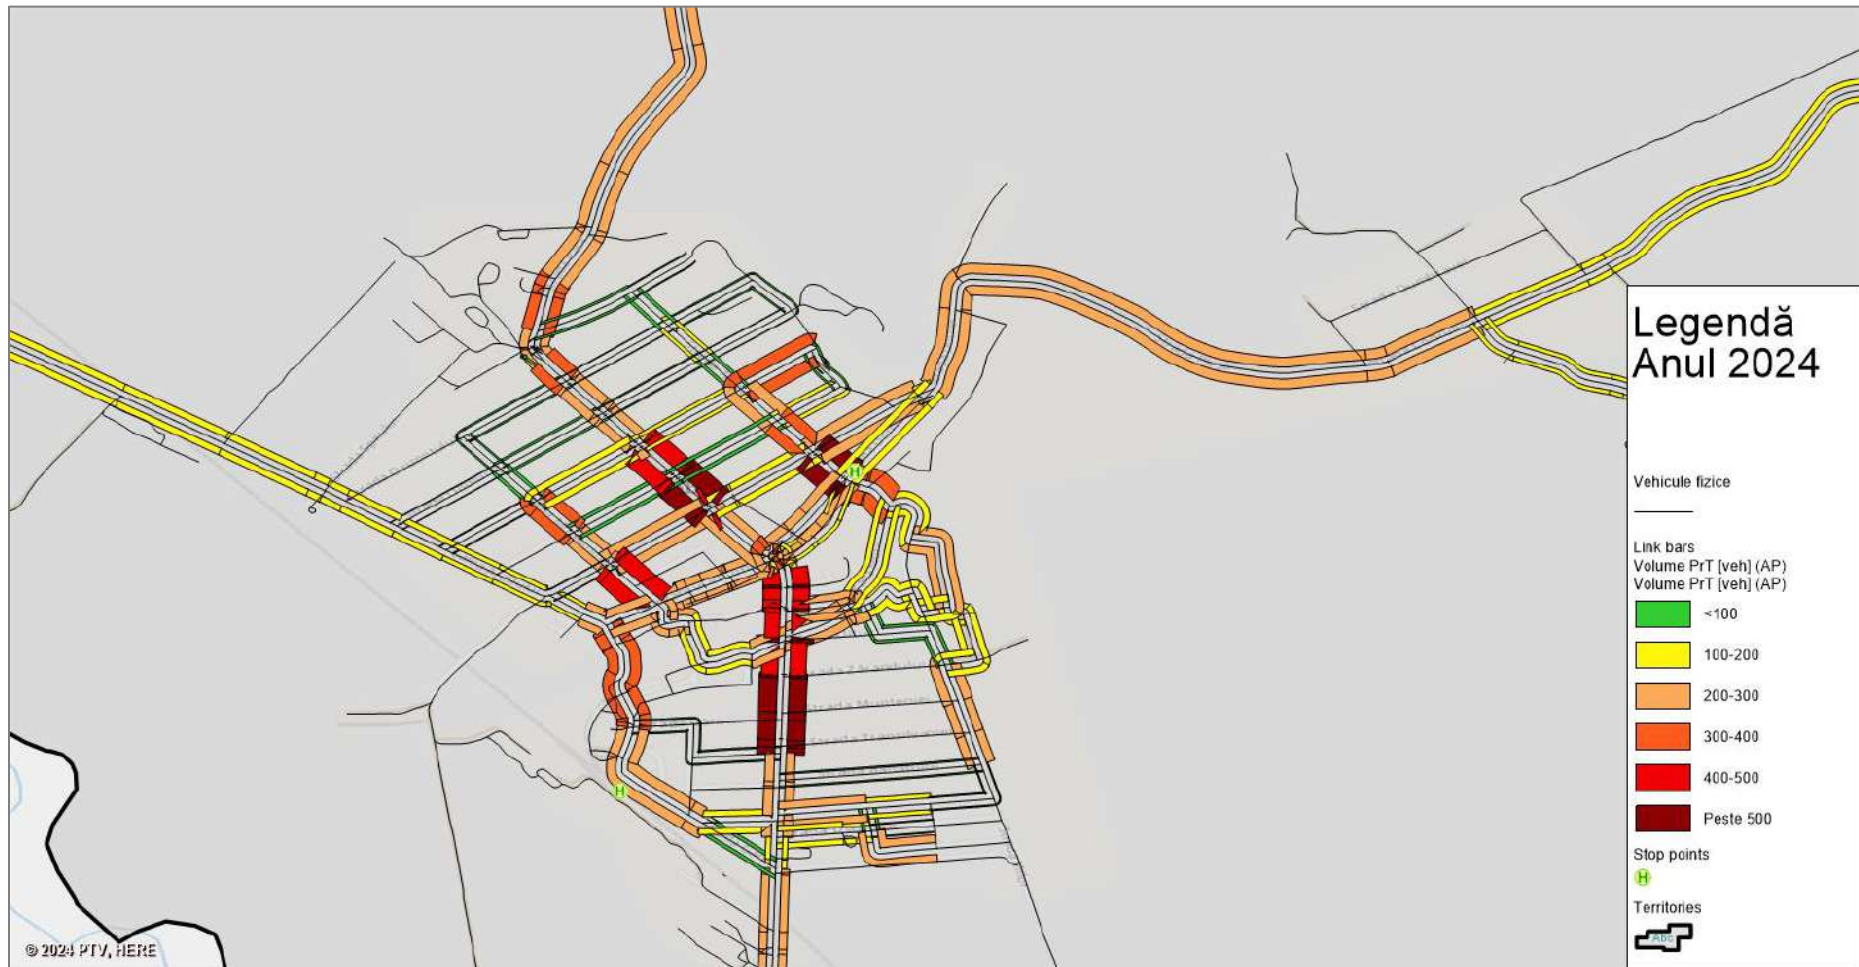 Legendă
Anul 2024
Vehicule fizice
Link bars
Volume PrT [veh] (AP)
Volume PrT [veh] (AP)
<100
100-200
200-300
300-400
400-500
Peste 500
Stop points
H
Territories
Abc
H
H
© 2024 PTV, HERE